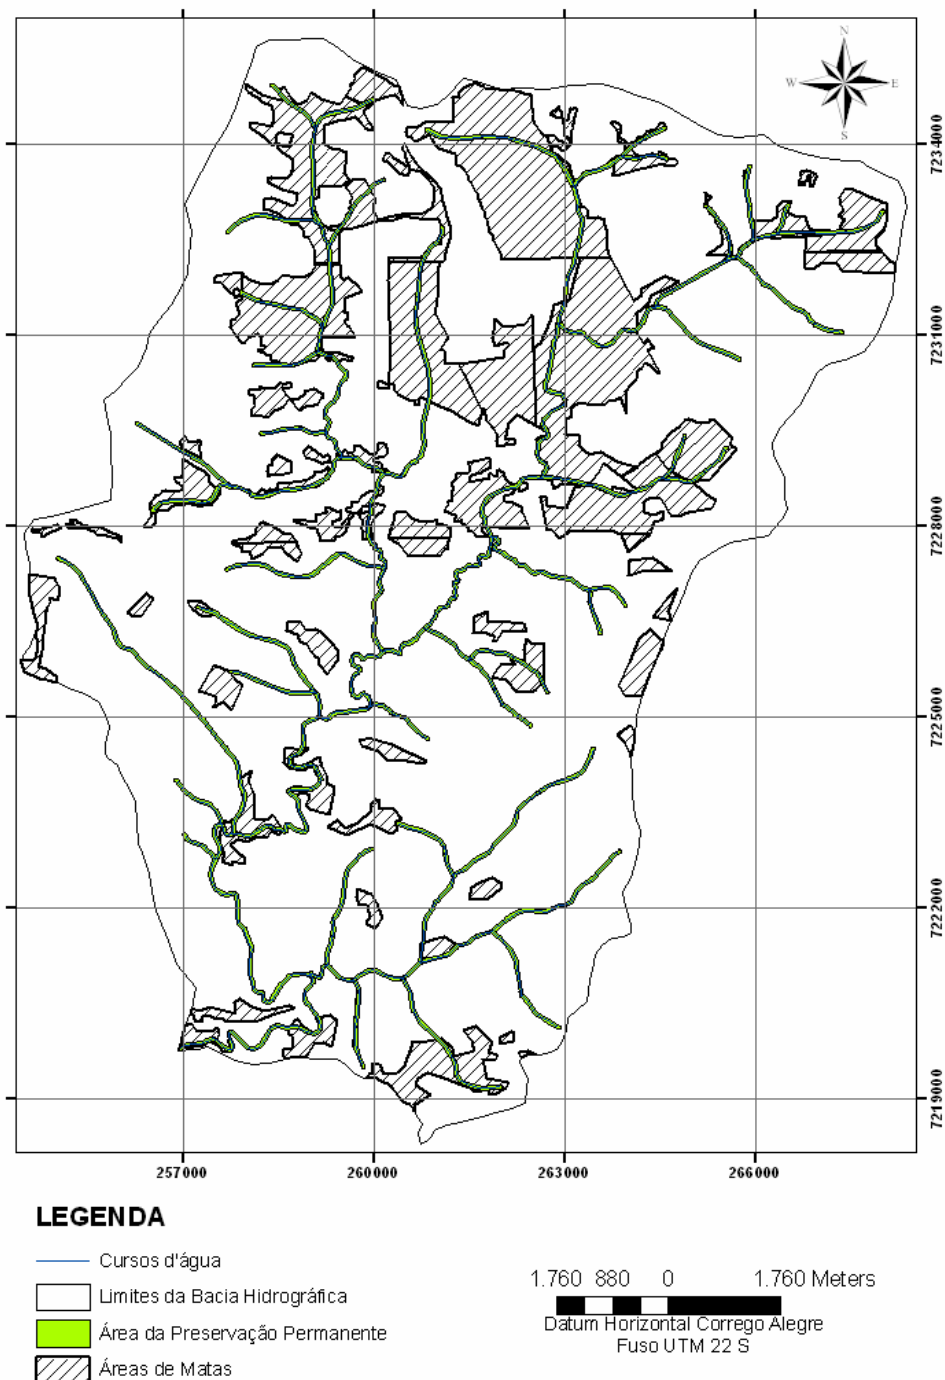 N
W E
S
7234000
7231000
7228000
7225000
7222000
7219000
257000 260000 263000 266000
LEGENDA
Cursos d'água
Limites da Bacia Hidrográfica
Área da Preservação Permanente
Áreas de Matas
1.760 880 0 1.760 Meters
Datum Horizontal Corrego Alegre
Fuso UTM 22 S